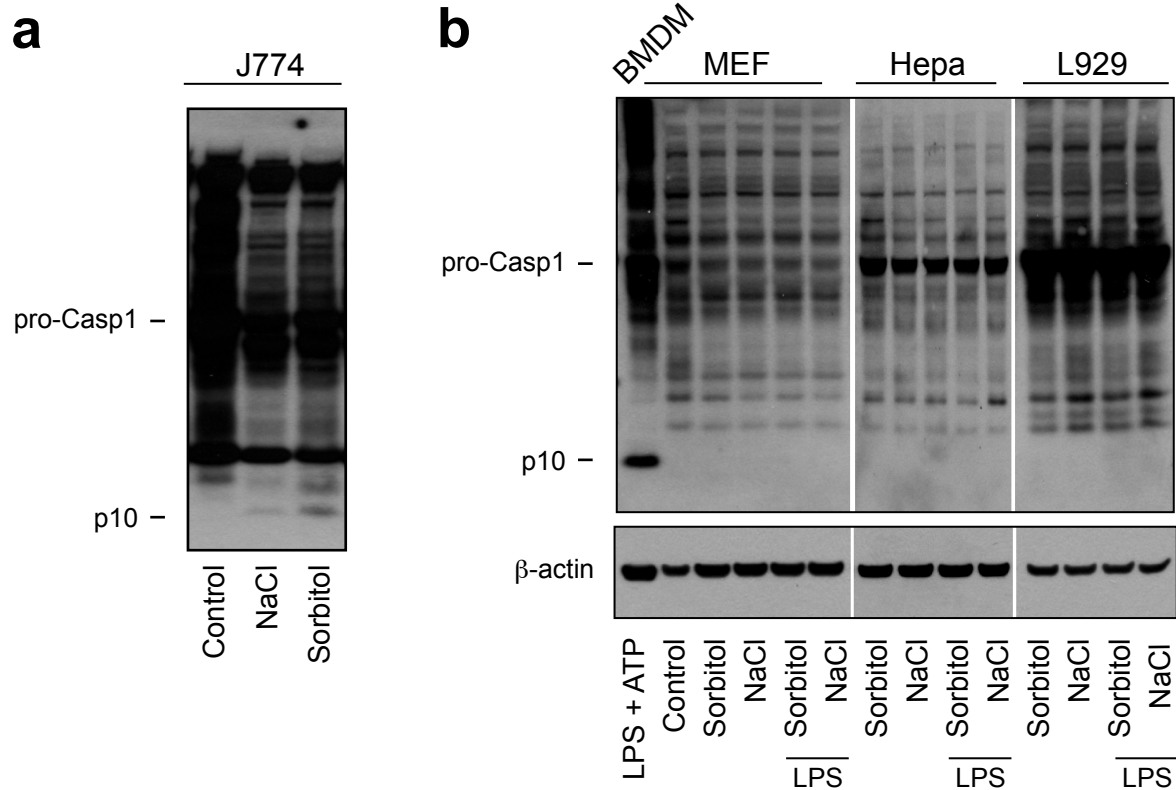 a
J774
pro-Casp1 –
p10 –
Control
NaCl
Sorbitol
b
BMDM
MEF
Hepa
L929
pro-Casp1 –
p10 –
β-actin
LPS + ATP
Control
Sorbitol
NaCl
Sorbitol
NaCl
LPS
Sorbitol
NaCl
Sorbitol
NaCl
LPS
Sorbitol
NaCl
Sorbitol
NaCl
LPS